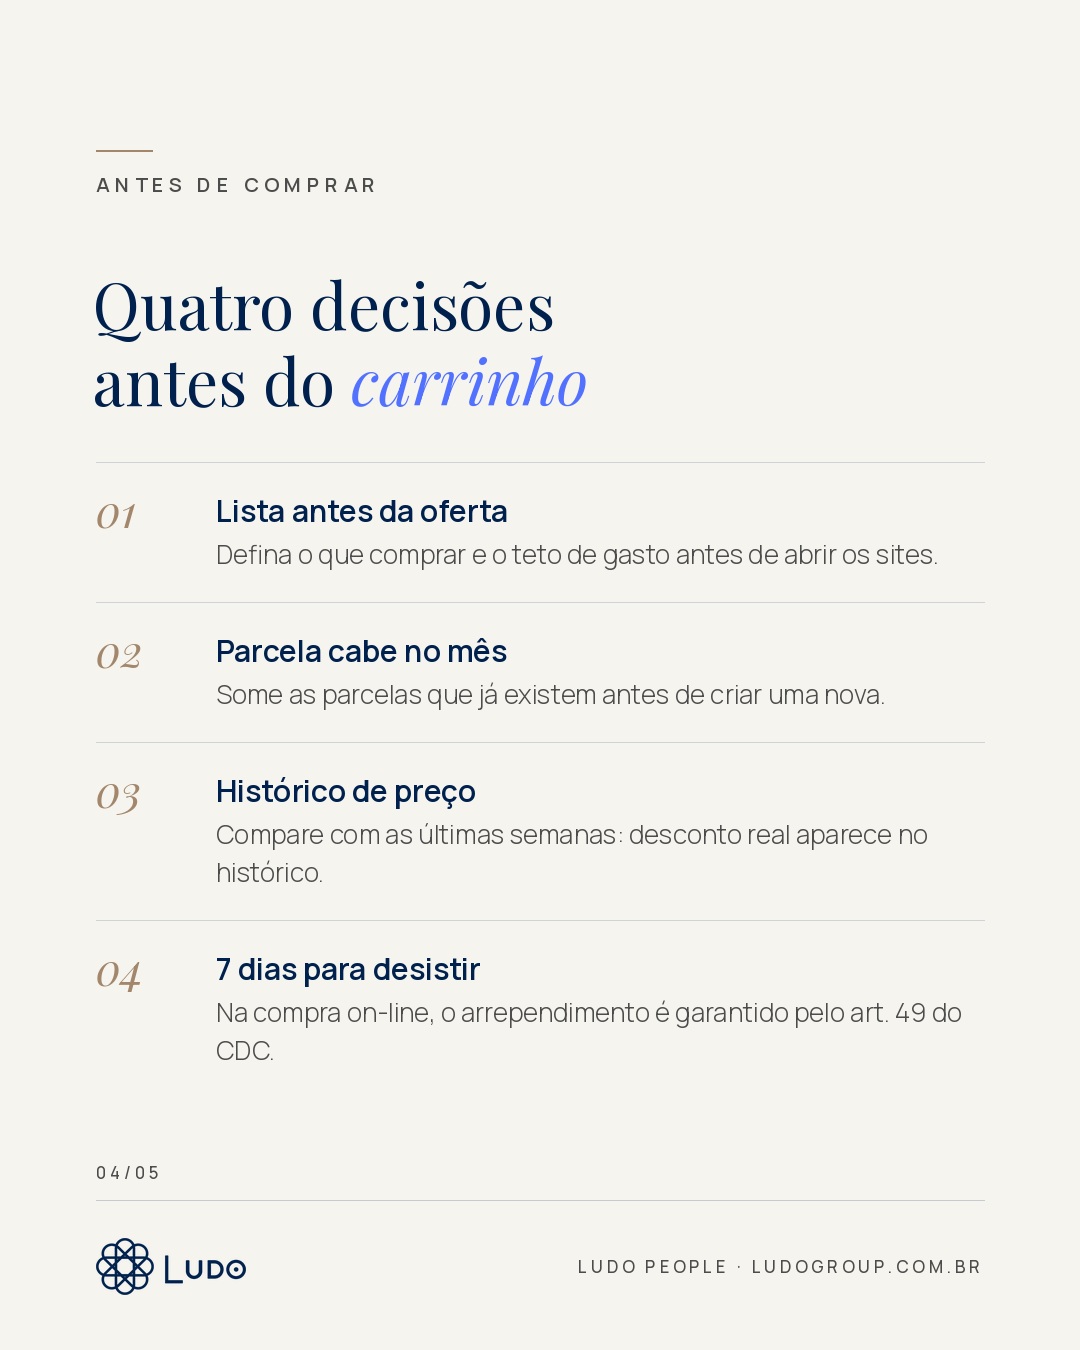 ANTES DE COMPRAR
Quatro decisões
antes do carrinho
01
Lista antes da oferta
Defina o que comprar e o teto de gasto antes de abrir os sites.
02
Parcela cabe no mês
Some as parcelas que já existem antes de criar uma nova.
03
Histórico de preço
Compare com as últimas semanas: desconto real aparece no
histórico.
04
7 dias para desistir
Na compra on-line, o arrependimento é garantido pelo art. 49 do
CDC.
04/05
LUDO
LUDO PEOPLE · LUDOGROUP.COM.BR